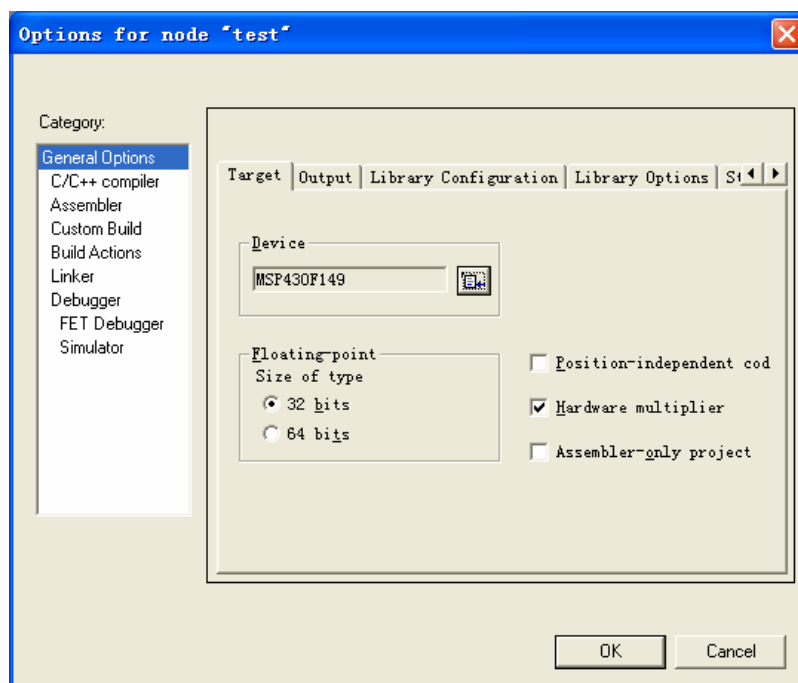 Options for node "test"
Category:
General Options
C/C++ compiler
Assembler
Custom Build
Build Actions
Linker
Debugger
FET Debugger
Simulator
Target Output Library Configuration Library Options St
Device
MSP430F149
Floating-point
Size of type
32 bits
64 bits
Position-independent cod
Hardware multiplier
Assembler-only project
OK Cancel